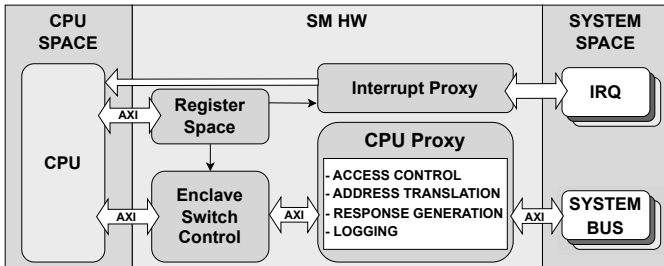 CPU
SPACE
SM HW
SYSTEM
SPACE
CPU
AXI
Register
Space
Interrupt Proxy
IRQ
CPU Proxy
- ACCESS CONTROL
- ADDRESS TRANSLATION
- RESPONSE GENERATION
- LOGGING
AXI
Enclave
Switch
Control
AXI
AXI
SYSTEM
BUS